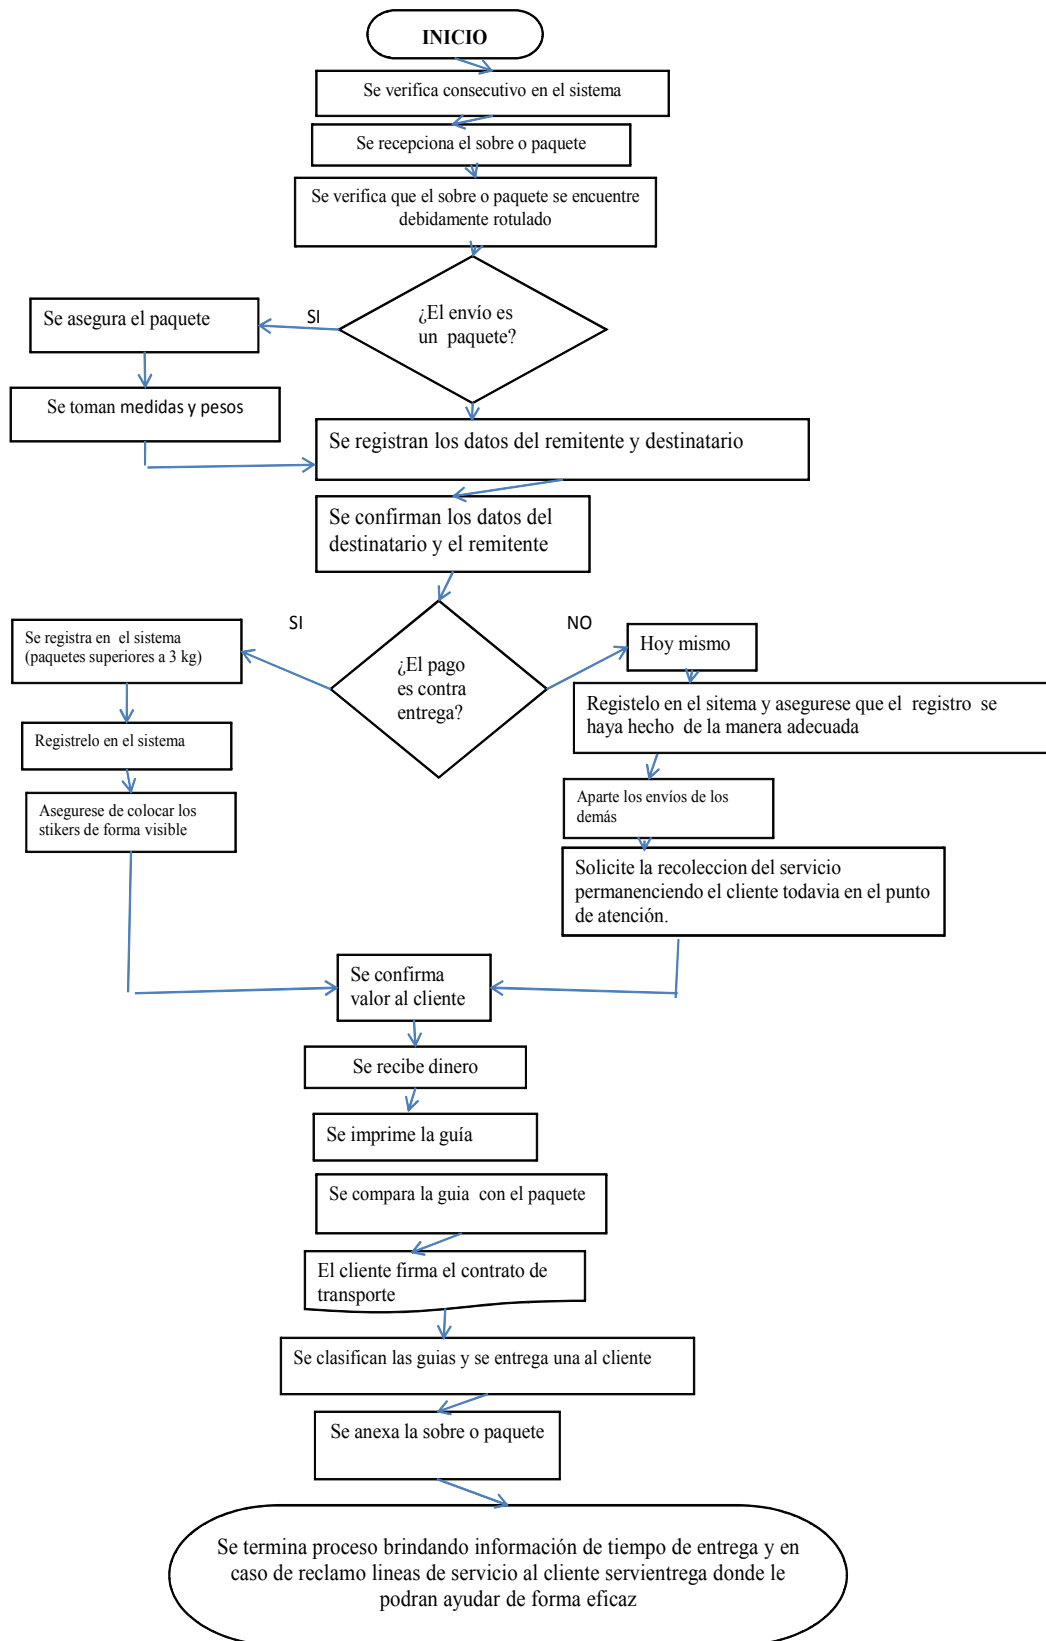 INICIO
Se verifica consecutivo en el sistema
Se recepciona el sobre o paquete
Se verifica que el sobre o paquete se encuentre
debidamente rotulado
¿El envío es
un paquete?
SI
Se asegura el paquete
Se toman medidas y pesos
Se registran los datos del remitente y destinatario
Se confirman los datos del
destinatario y el remitente
¿El pago
es contra
entrega?
SI
Se registra en el sistema
(paquetes superiores a 3 kg)
Registrelo en el sistema
Asegurese de colocar los
stikers de forma visible
NO
Hoy mismo
Registelo en el sitema y asegurese que el registro se
haya hecho de la manera adecuada
Aparte los envíos de los
demás
Solicite la recoleccion del servicio
permanenciendo el cliente todavia en el punto
de atención.
Se confirma
valor al cliente
Se recibe dinero
Se imprime la guía
Se compara la guia con el paquete
El cliente firma el contrato de
transporte
Se clasifican las guias y se entrega una al cliente
Se anexa la sobre o paquete
Se termina proceso brindando información de tiempo de entrega y en
caso de reclamo lineas de servicio al cliente servientrega donde le
podran ayudar de forma eficaz